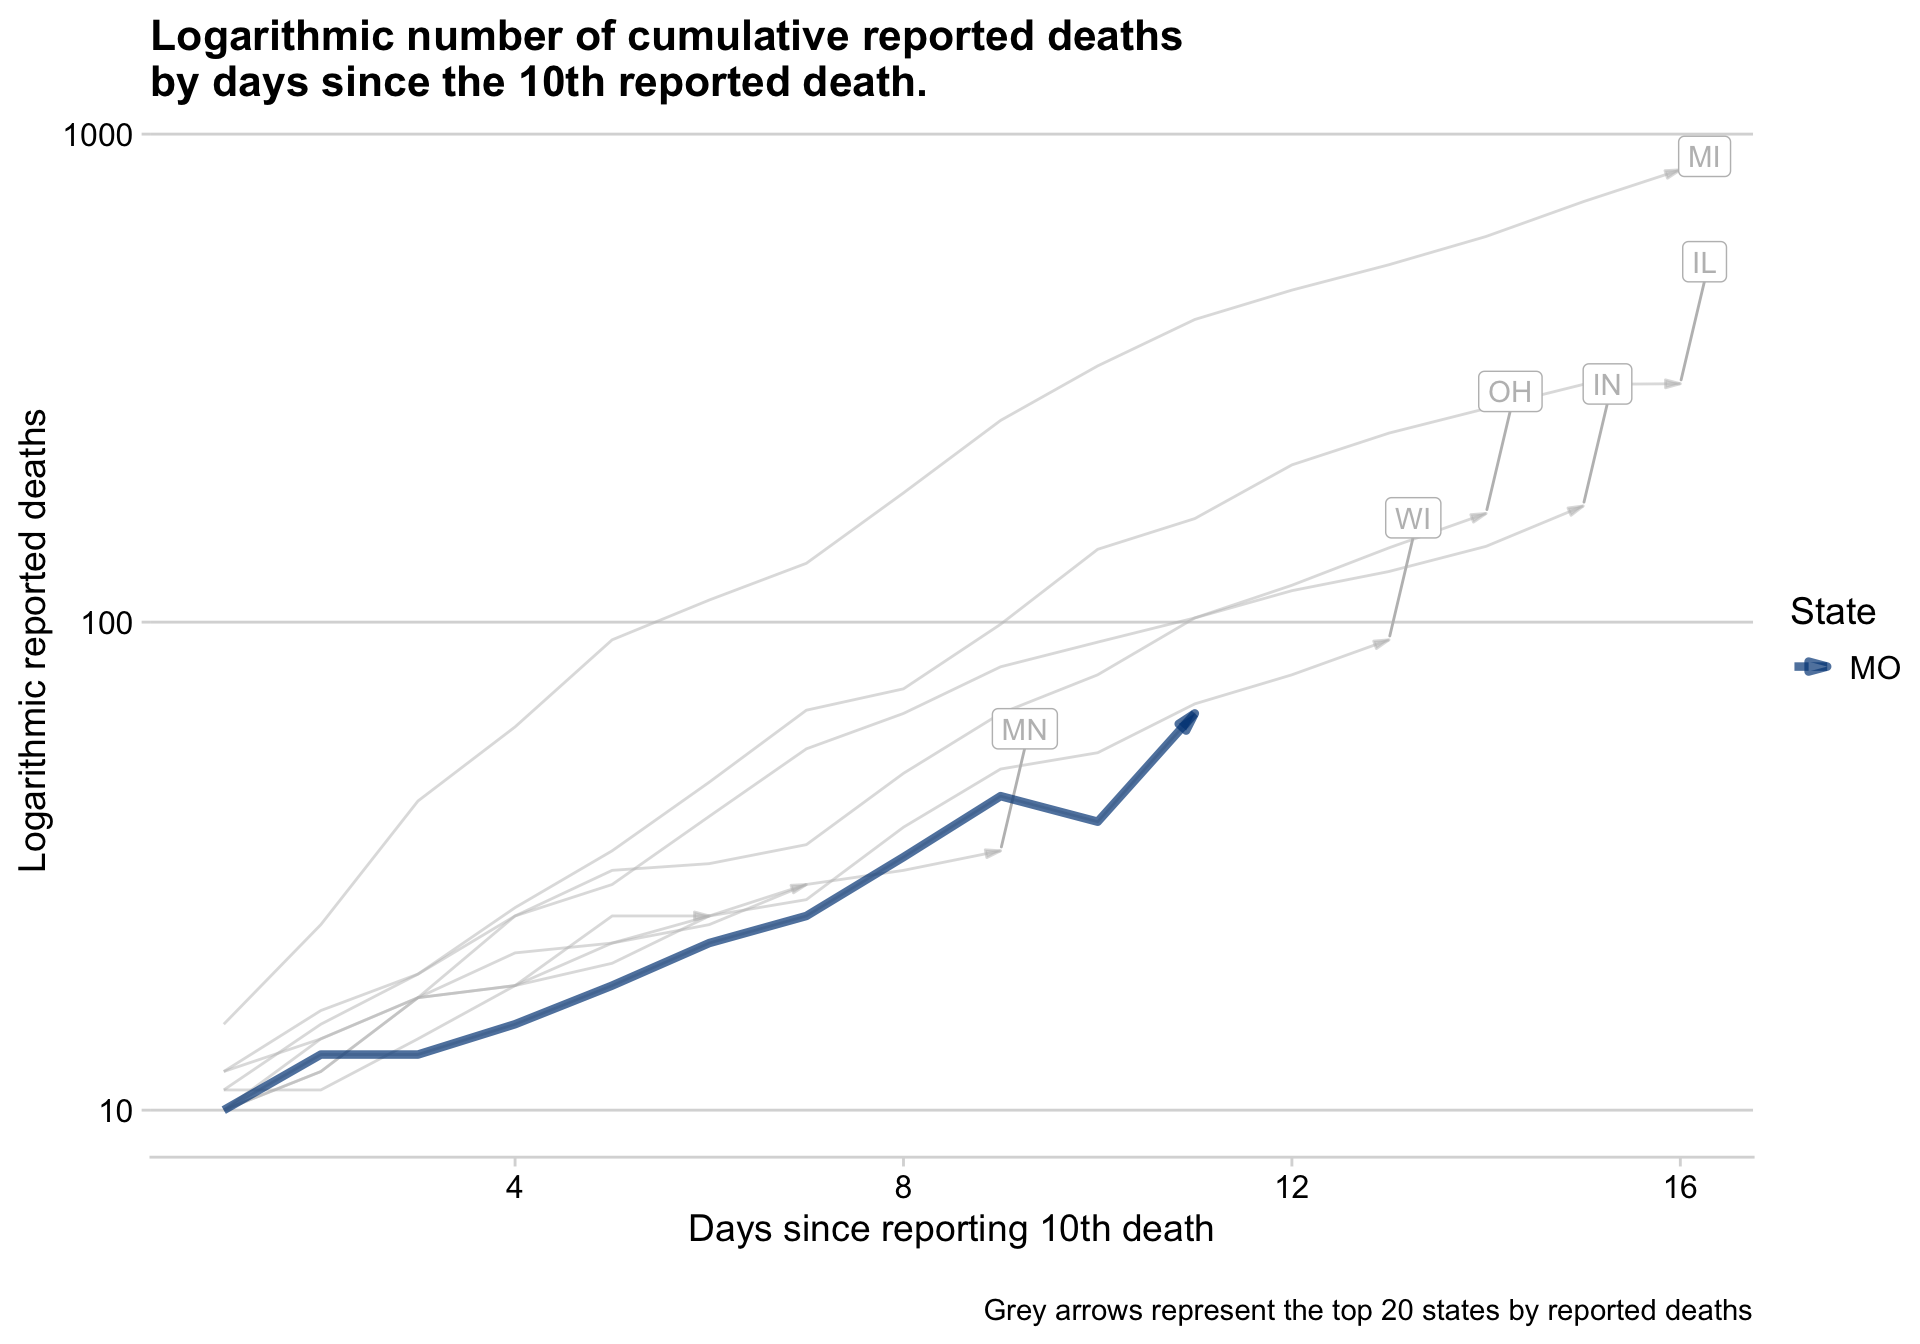 Logarithmic number of cumulative reported deaths
by days since the 10th reported death.
1000
MI
IL
OH
IN
WI
100
MN
10
Logarithmic reported deaths
State
MO
4 8 12 16
Days since reporting 10th death
Grey arrows represent the top 20 states by reported deaths